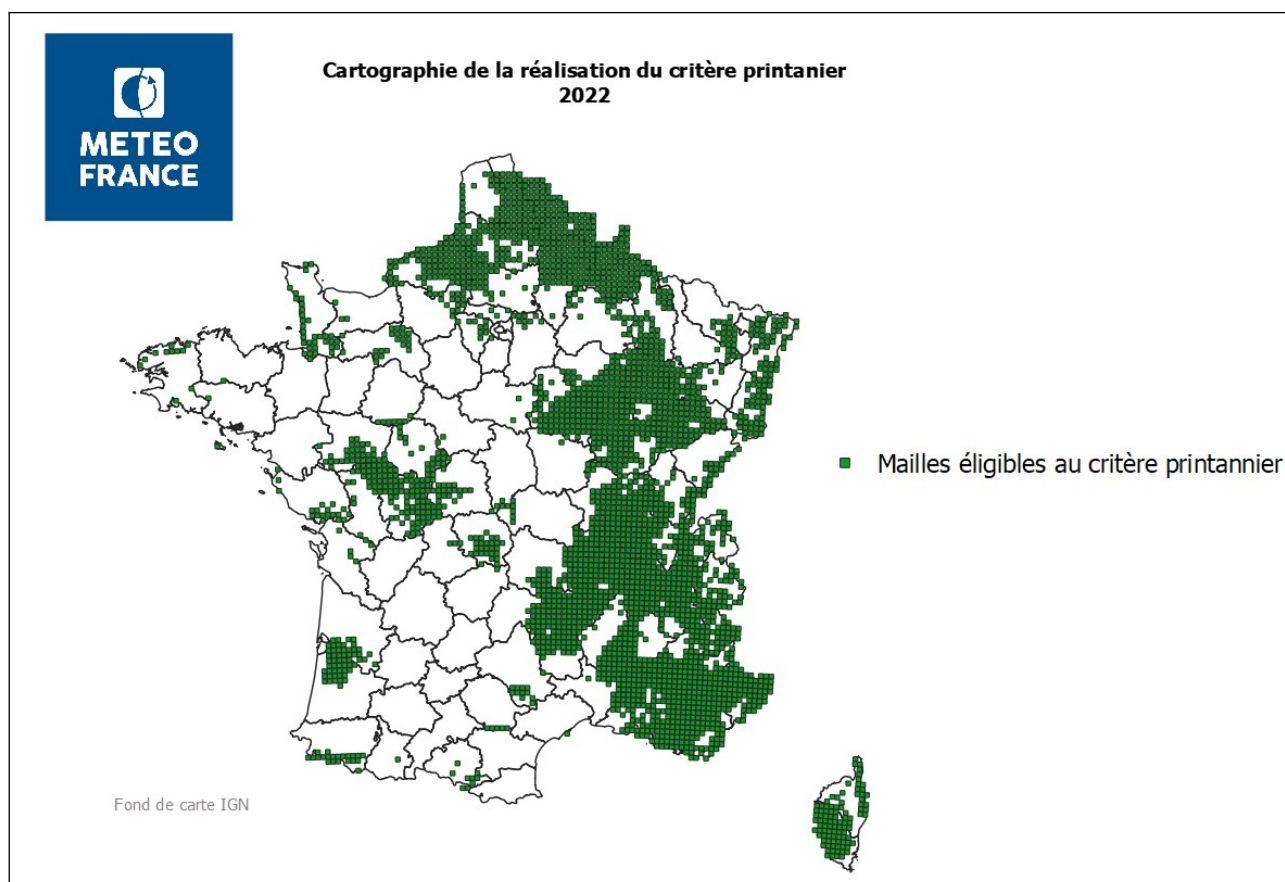 METEO
FRANCE
Cartographie de la réalisation du critère printanier
2022
Mailles éligibles au critère printannier
Fond de carte IGN